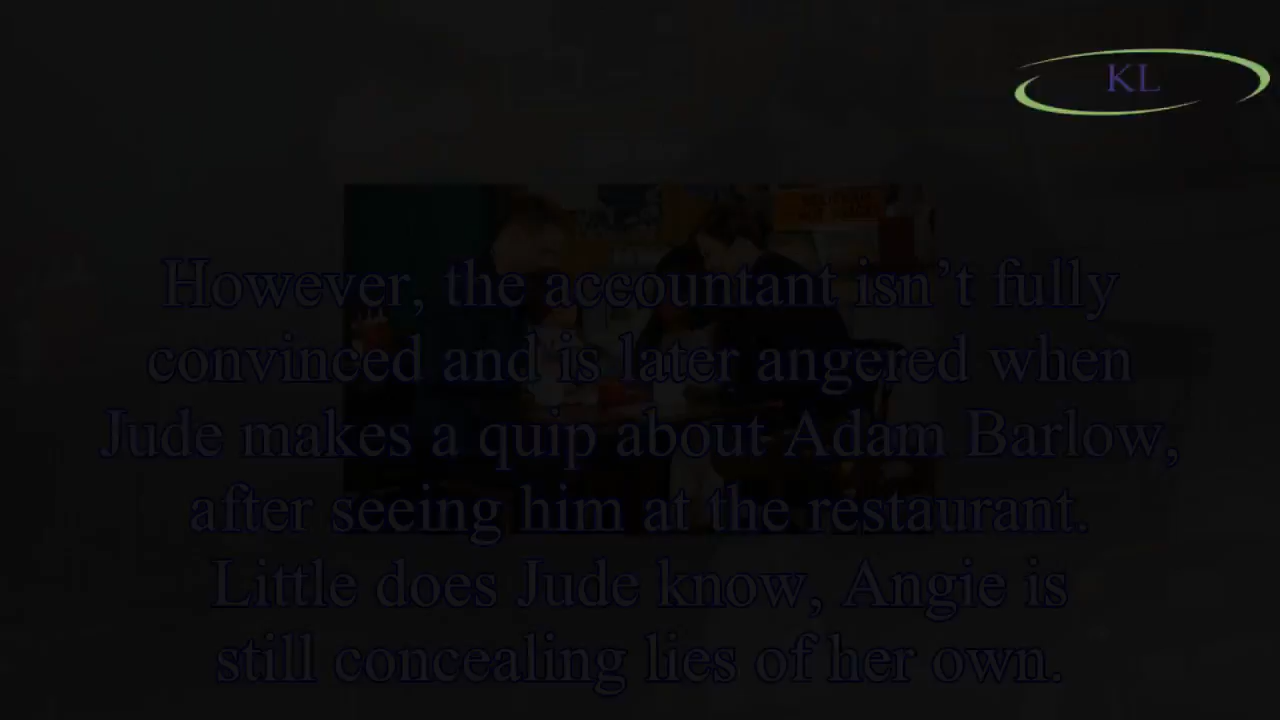 KL
However, the accountant isn’t fully
convinced and is later angered when
Jude makes a quip about Adam Barlow,
after seeing him at the restaurant.
Little does Jude know, Angie is
still concealing lies of her own.